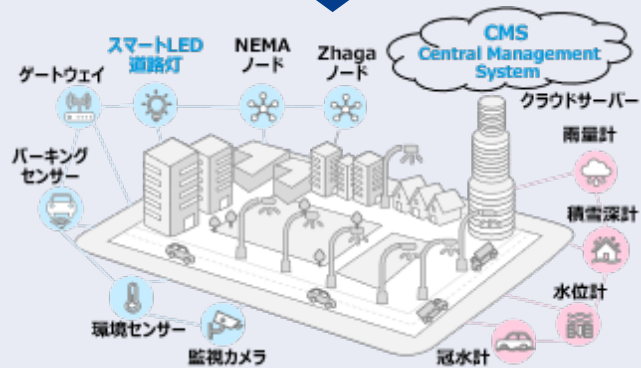 スマートLED
道路灯
NEMA
ノード
Zhaga
ノード
CMS
Central Management
System
クラウドサーバー
ゲートウェイ
パーキング
センサー
環境センサー
監視カメラ
雨量計
積雪深計
水位計
冠水計